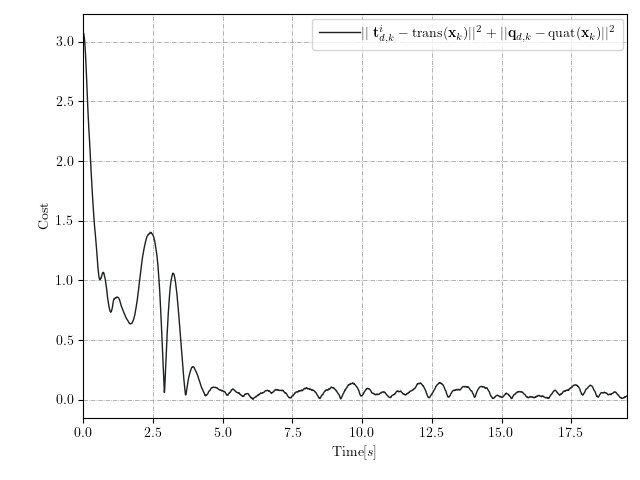 || t^i_{d,k} − trans(x_k)||^2 + ||q_{d,k} − quat(x_k)||^2
3.0
2.5
2.0
1.5
1.0
0.5
0.0
Cost
0.0 2.5 5.0 7.5 10.0 12.5 15.0 17.5
Time[s]